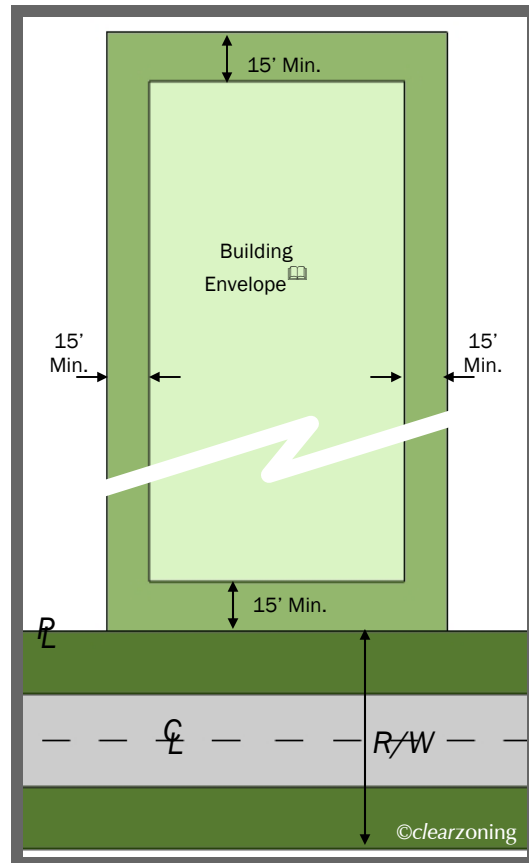 15’ Min.
Building
Envelope
15’
Min.
15’
Min.
15’ Min.
PL
CL
R/W
©clearzoning